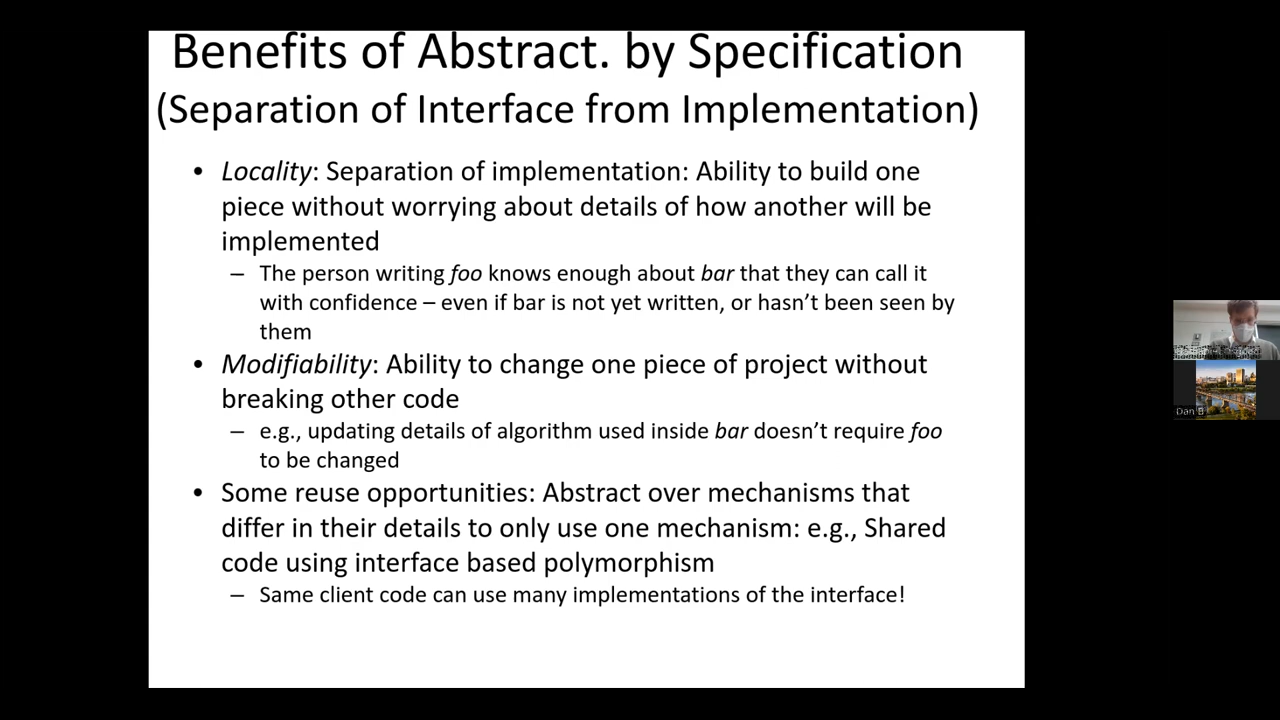 Benefits of Abstract. by Specification
(Separation of Interface from Implementation)
• Locality: Separation of implementation: Ability to build one
piece without worrying about details of how another will be
implemented
– The person writing foo knows enough about bar that they can call it
with confidence – even if bar is not yet written, or hasn’t been seen by
them
• Modifiability: Ability to change one piece of project without
breaking other code
– e.g., updating details of algorithm used inside bar doesn’t require foo
to be changed
• Some reuse opportunities: Abstract over mechanisms that
differ in their details to only use one mechanism: e.g., Shared
code using interface based polymorphism
– Same client code can use many implementations of the interface!